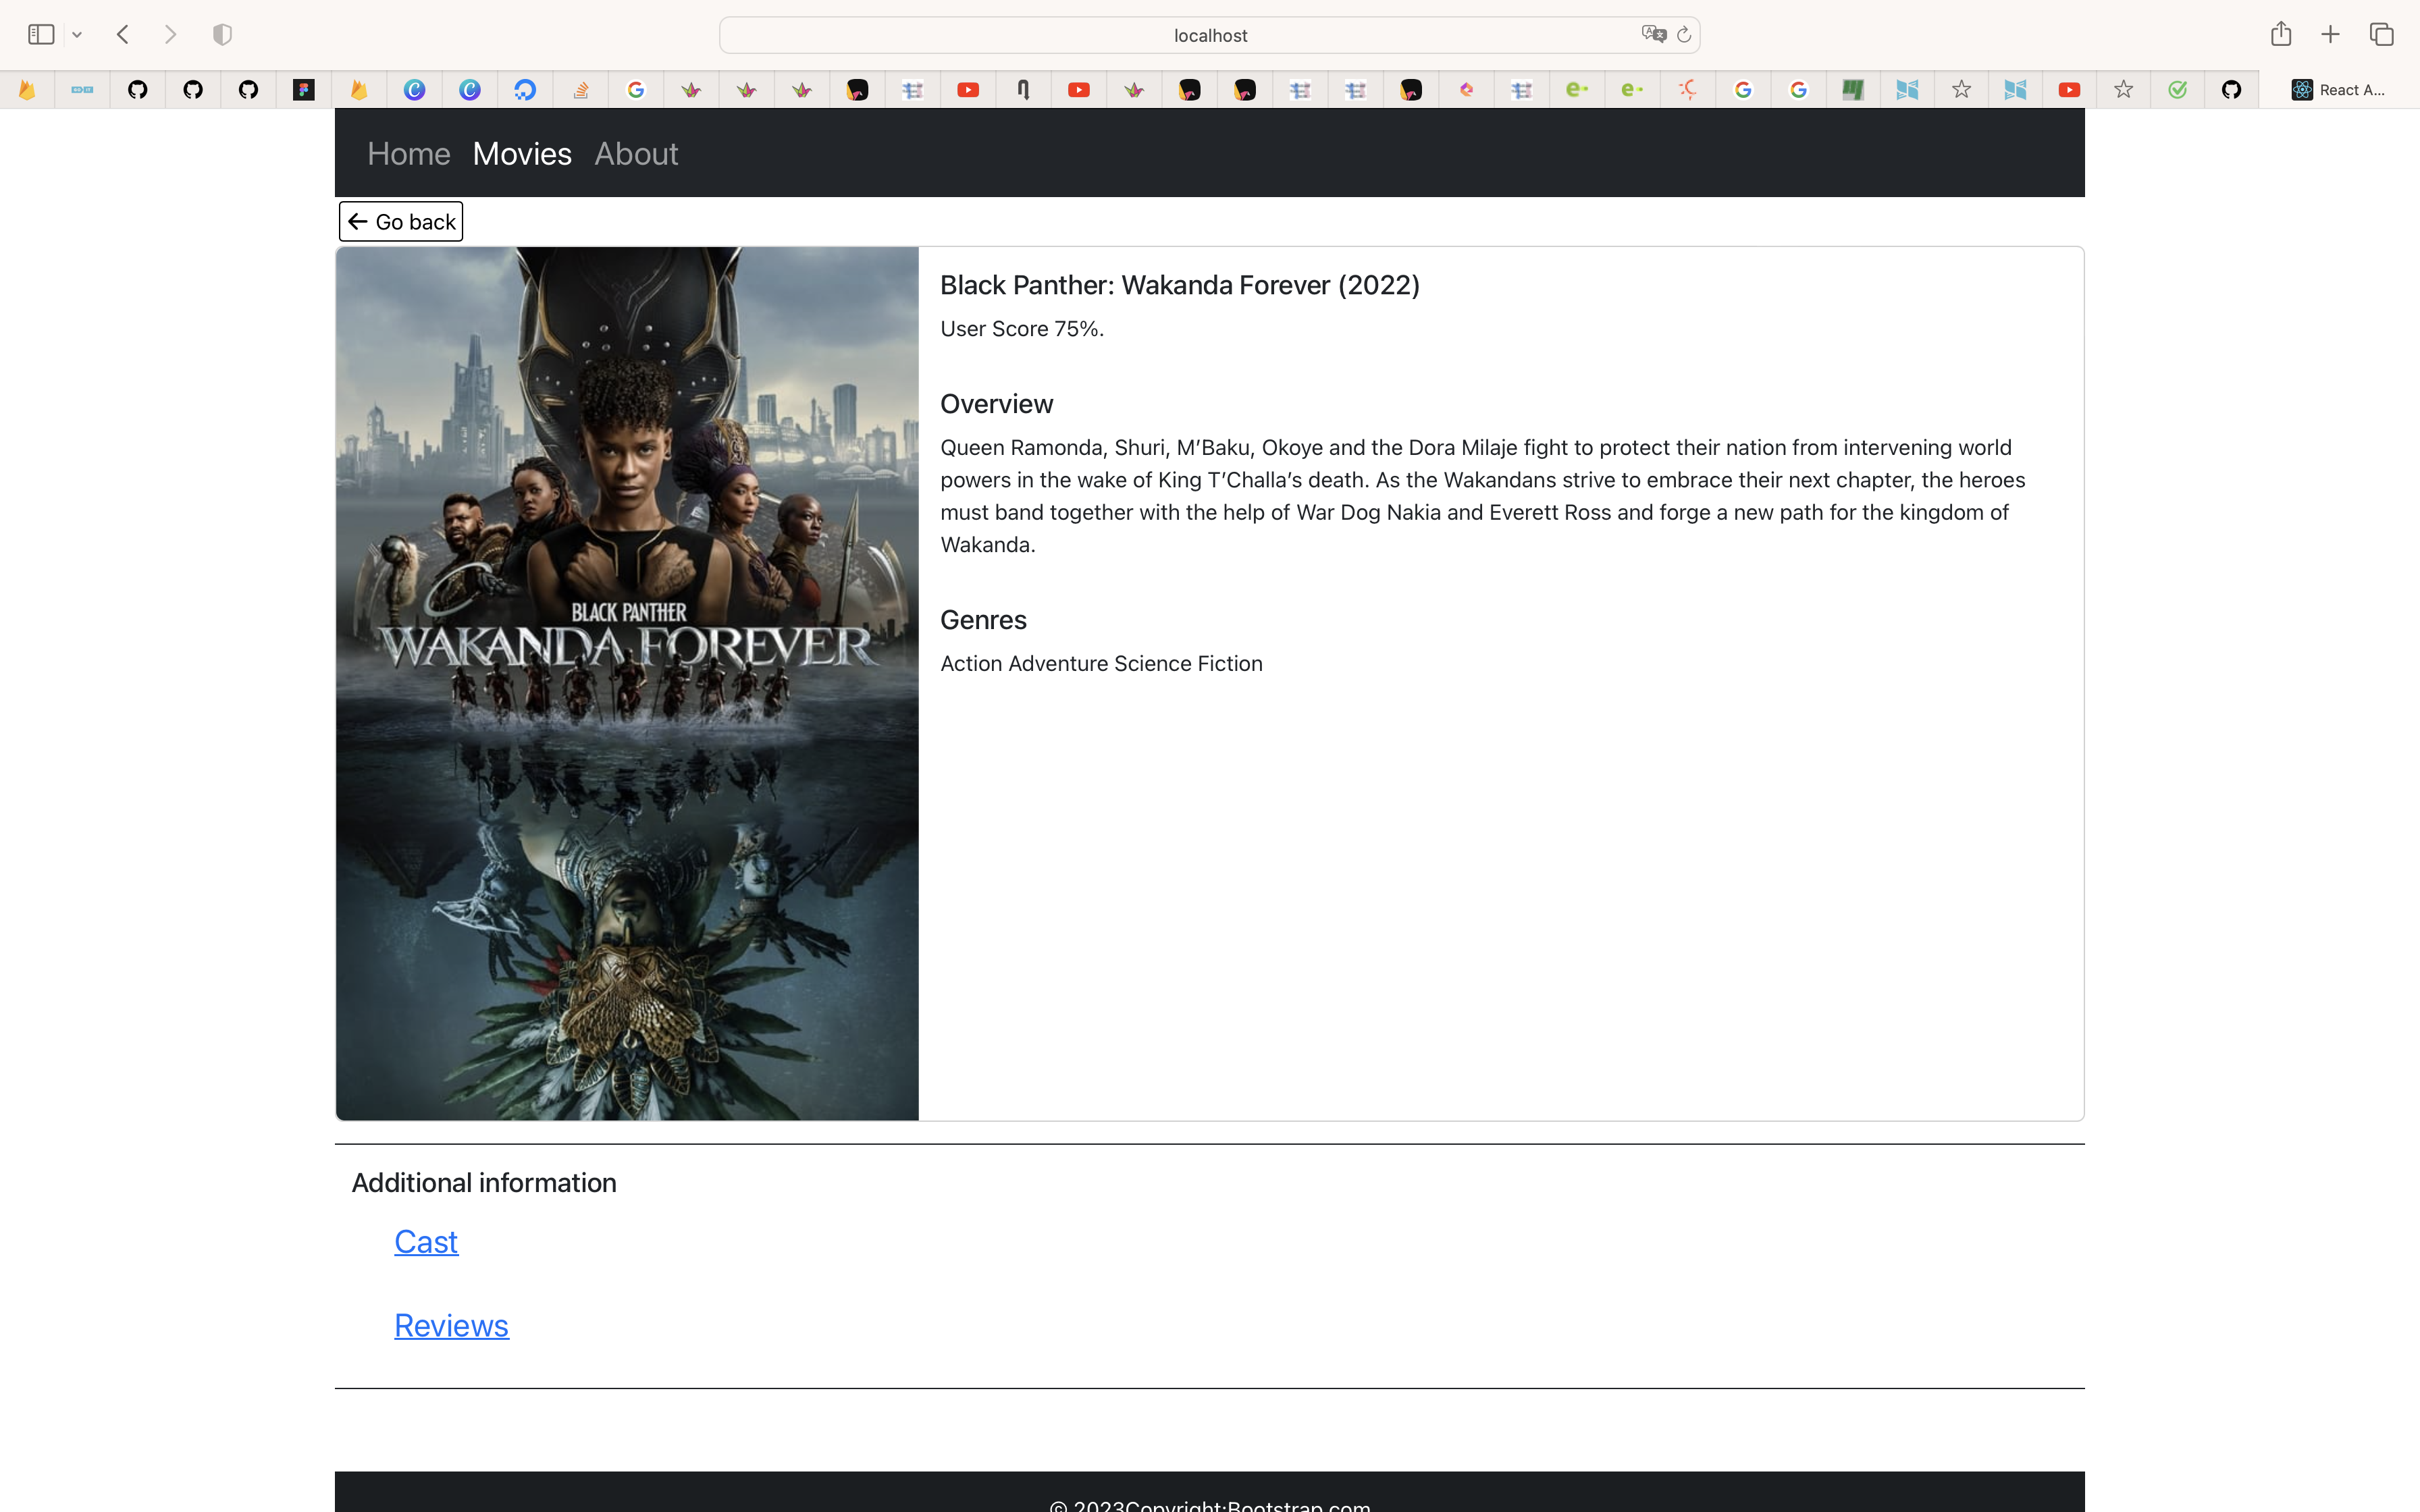 localhost
React A...
Home Movies About
Go back
Black Panther: Wakanda Forever (2022)
User Score 75%.
Overview
Queen Ramonda, Shuri, M’Baku, Okoye and the Dora Milaje fight to protect their nation from intervening world
powers in the wake of King T’Challa’s death. As the Wakandans strive to embrace their next chapter, the heroes
must band together with the help of War Dog Nakia and Everett Ross and forge a new path for the kingdom of
Wakanda.
Genres
Action Adventure Science Fiction
BLACK PANTHER
WAKANDA FOREVER
Additional information
Cast
Reviews
© 2023Copyright:Bootstrap.com